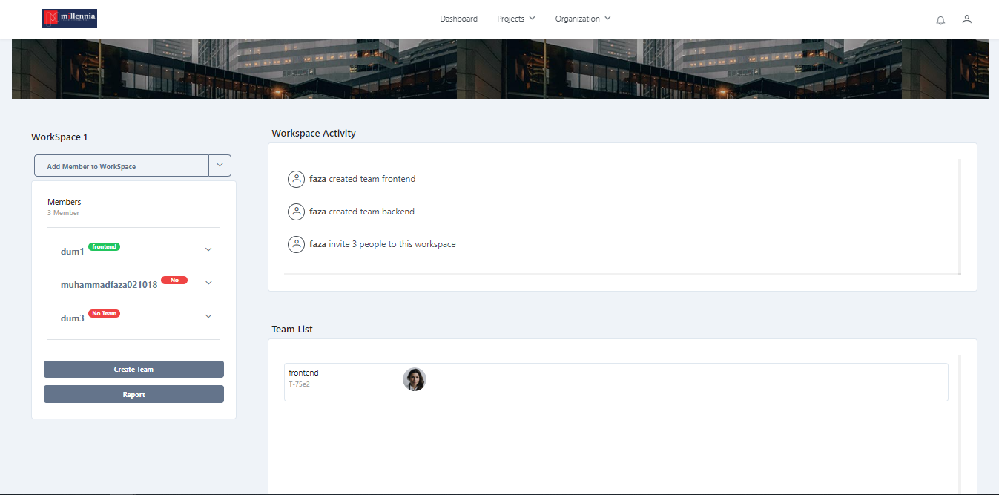 millennia
Dashboard
Projects
Organization
WorkSpace 1
Add Member to WorkSpace
Members
3 Member
dum1 frontend
muhammadfaza021018 No
dum3 No Team
Create Team
Report
Workspace Activity
faza created team frontend
faza created team backend
faza invite 3 people to this workspace
Team List
frontend
T-75e2